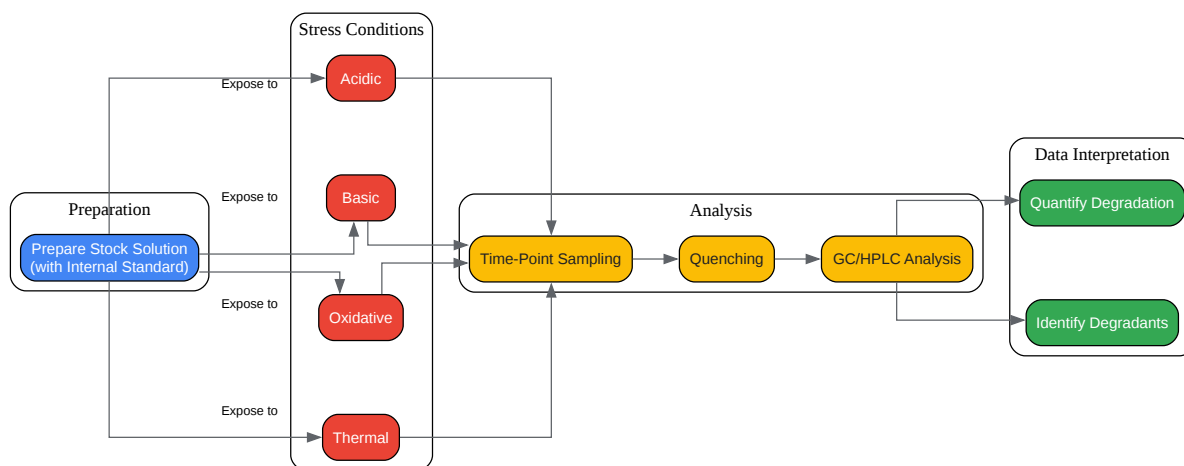 Stress Conditions
Acidic
Expose to
Basic
Expose to
Preparation
Prepare Stock Solution
(with Internal Standard)
Expose to
Oxidative
Expose to
Thermal
Analysis
Time-Point Sampling
Quenching
GC/HPLC Analysis
Data Interpretation
Quantify Degradation
Identify Degradants